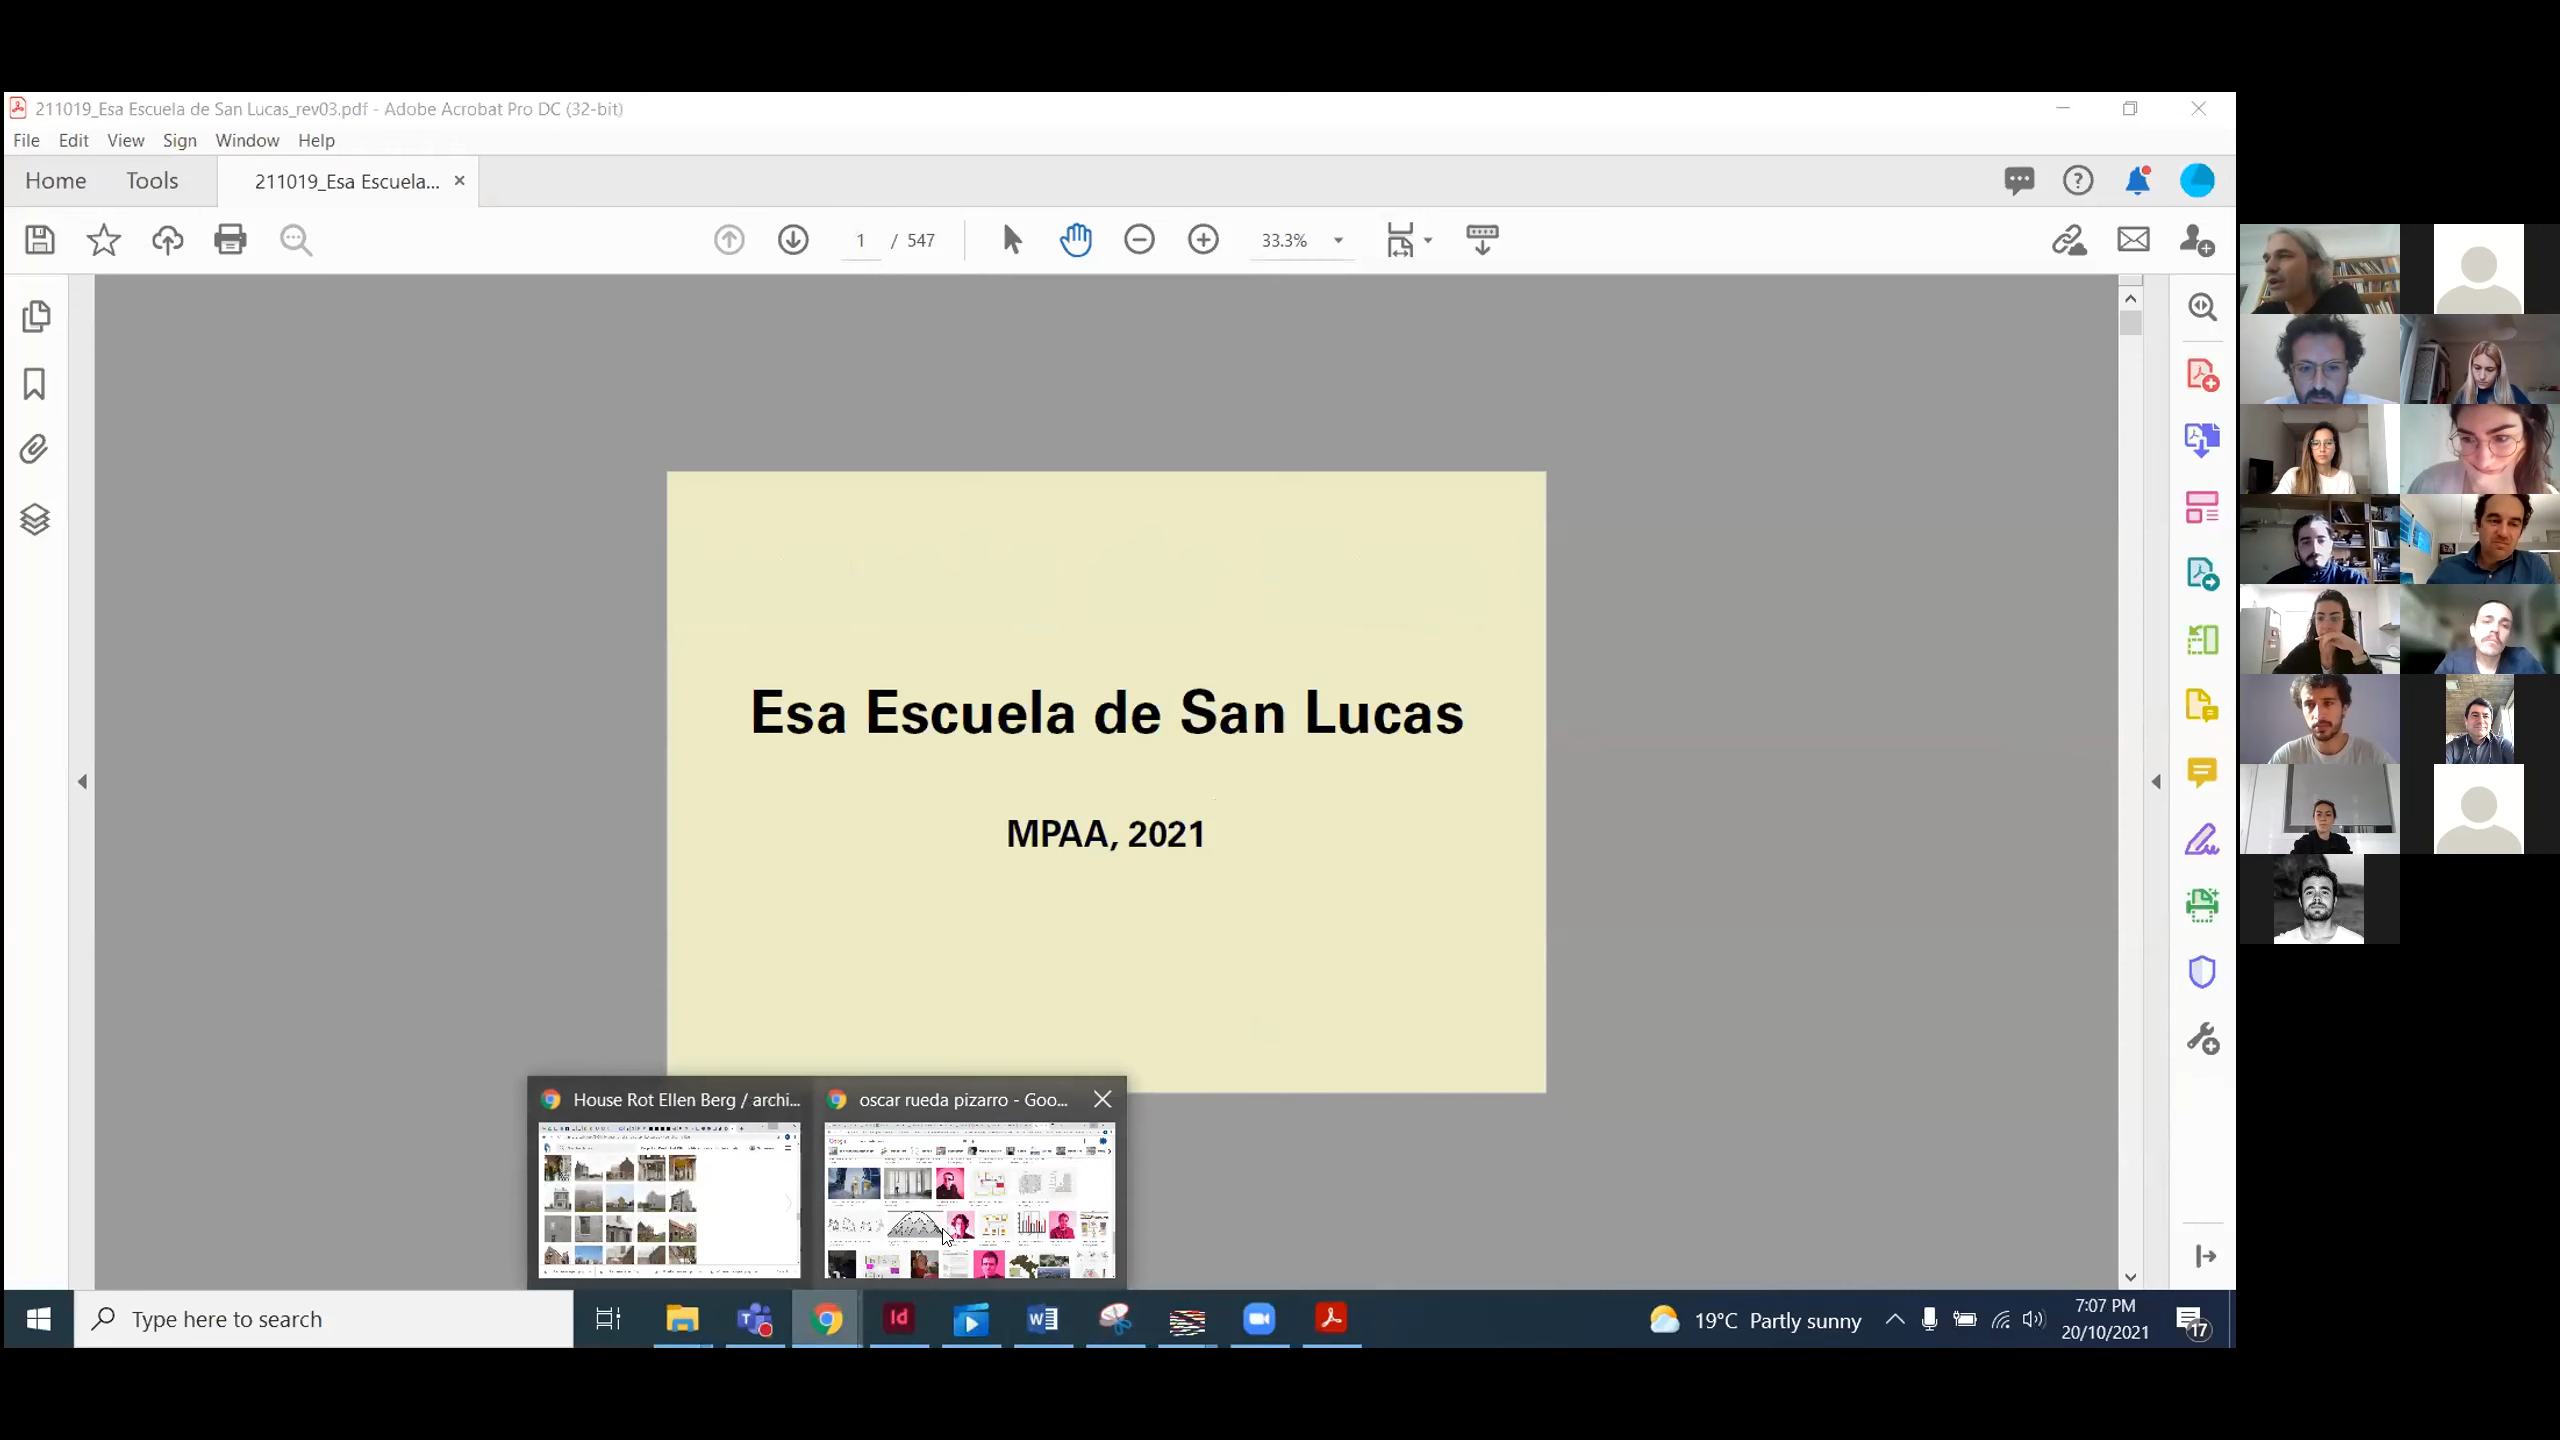 211019_Esa Escuela de San Lucas_rev03.pdf - Adobe Acrobat Pro DC (32-bit)
File Edit View Sign Window Help
Home Tools 211019_Esa Escuela...
1 / 547 33.3%
Esa Escuela de San Lucas
MPAA, 2021
House Rot Ellen Berg / archi... oscar rueda pizarro - Goo...
Type here to search
19°C Partly sunny
7:07 PM
20/10/2021
17